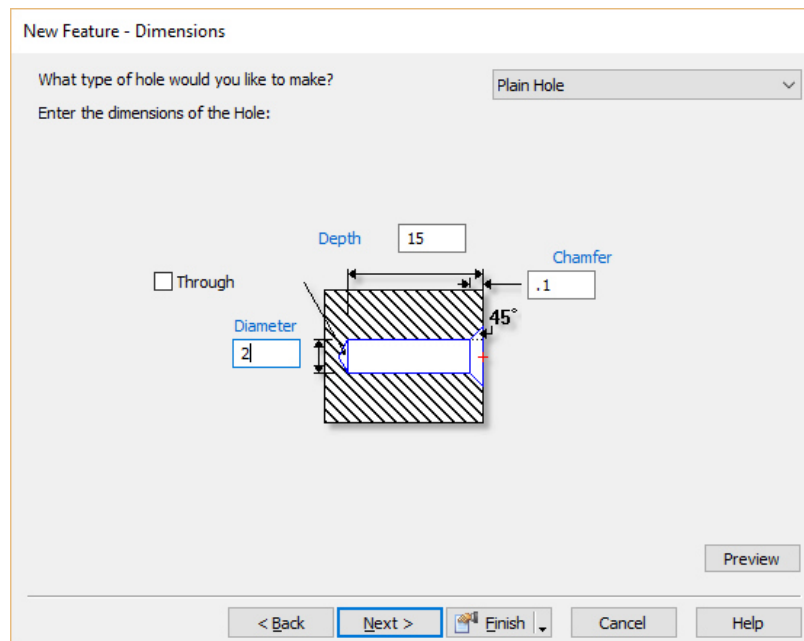 New Feature - Dimensions
What type of hole would you like to make?
Plain Hole
Enter the dimensions of the Hole:
Depth
15
Chamfer
Through
.1
45°
Diameter
2
Preview
< Back
Next >
Finish
Cancel
Help